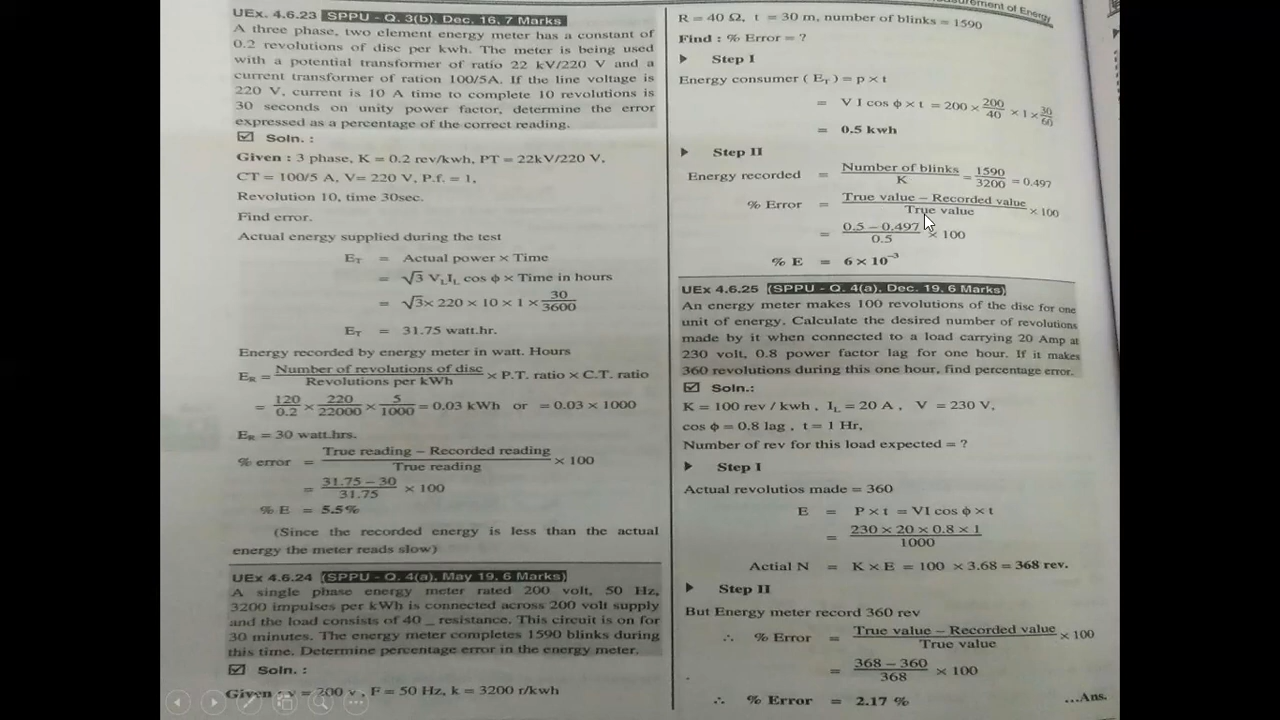 UEx. 4.6.23 (SPPU - Q. 3(b), Dec. 16, 7 Marks)
A three phase, two element energy meter has a constant of
0.2 revolutions of disc per kwh. The meter is being used
with a potential transformer of ratio 22 kV/220 V and a
current transformer of ration 100/5A. If the line voltage is
220 V, current is 10 A time to complete 10 revolutions is
30 seconds on unity power factor, determine the error
expressed as a percentage of the correct reading.
☑ Soln. :
Given : 3 phase, K = 0.2 rev/kwh, PT = 22kV/220 V,
CT = 100/5 A, V= 220 V, P.f. = 1,
Revolution 10, time 30sec.
Find error.
Actual energy supplied during the test
E_T = Actual power × Time
= √3 V_L I_L cos ϕ × Time in hours
= √3× 220 × 10 × 1 × 30/3600
E_T = 31.75 watt.hr.
Energy recorded by energy meter in watt. Hours
E_R = Number of revolutions of disc/Revolutions per kWh × P.T. ratio × C.T. ratio
= 120/0.2 × 220/22000 × 5/1000 = 0.03 kWh or = 0.03 × 1000
E_R = 30 watt.hrs.
% error = True reading – Recorded reading/True reading × 100
= 31.75 – 30/31.75 × 100
% E = 5.5%
(Since the recorded energy is less than the actual
energy the meter reads slow)
UEx 4.6.24 (SPPU - Q. 4(a), May 19, 6 Marks)
A single phase energy meter rated 200 volt, 50 Hz,
3200 impulses per kWh is connected across 200 volt supply
and the load consists of 40 _ resistance. This circuit is on for
30 minutes. The energy meter completes 1590 blinks during
this time. Determine percentage error in the energy meter.
☑ Soln. :
Given : v = 200 v , F = 50 Hz, k = 3200 r/kwh
Measurement of Energy
R = 40 Ω, t = 30 m, number of blinks = 1590
Find : % Error = ?
Step I
Energy consumer ( E_T ) = p × t
= V I cos ϕ × t = 200 × 200/40 × 1 × 30/60
= 0.5 kwh
Step II
Energy recorded = Number of blinks/K = 1590/3200 = 0.497
% Error = True value – Recorded value/True value × 100
= 0.5 – 0.497/0.5 × 100
% E = 6 × 10⁻³
UEx 4.6.25 (SPPU - Q. 4(a), Dec. 19, 6 Marks)
An energy meter makes 100 revolutions of the disc for one
unit of energy. Calculate the desired number of revolutions
made by it when connected to a load carrying 20 Amp at
230 volt, 0.8 power factor lag for one hour. If it makes
360 revolutions during this one hour, find percentage error.
☑ Soln.:
K = 100 rev / kwh , I_L = 20 A , V = 230 V,
cos ϕ = 0.8 lag , t = 1 Hr,
Number of rev for this load expected = ?
Step I
Actual revolutios made = 360
E = P × t = VI cos ϕ × t
= 230 × 20 × 0.8 × 1/1000
Actial N = K × E = 100 × 3.68 = 368 rev.
Step II
But Energy meter record 360 rev
∴ % Error = True value – Recorded value/True value × 100
= 368 – 360/368 × 100
∴ % Error = 2.17 % ...Ans.